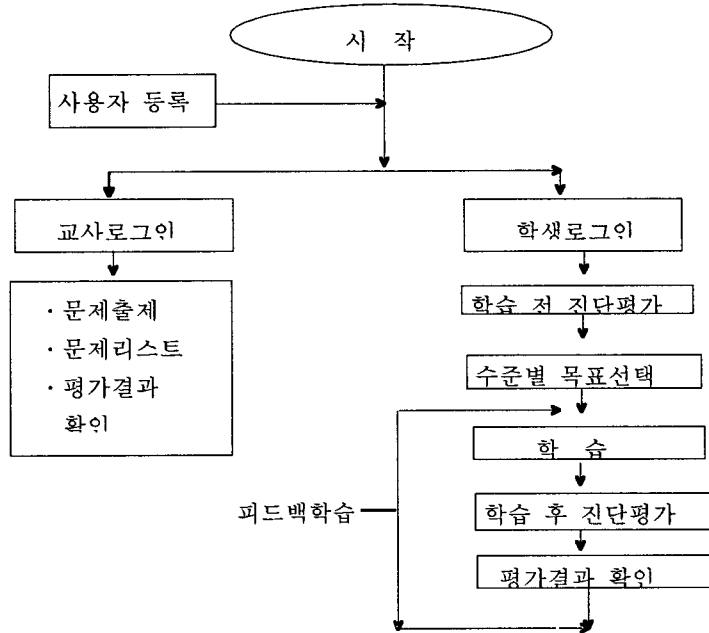 시 작
사용자 등록
교사로그인
학생로그인
· 문제출제
· 문제리스트
· 평가결과
확인
학습 전 진단평가
수준별 목표선택
학 습
피드백학습
학습 후 진단평가
평가결과 확인